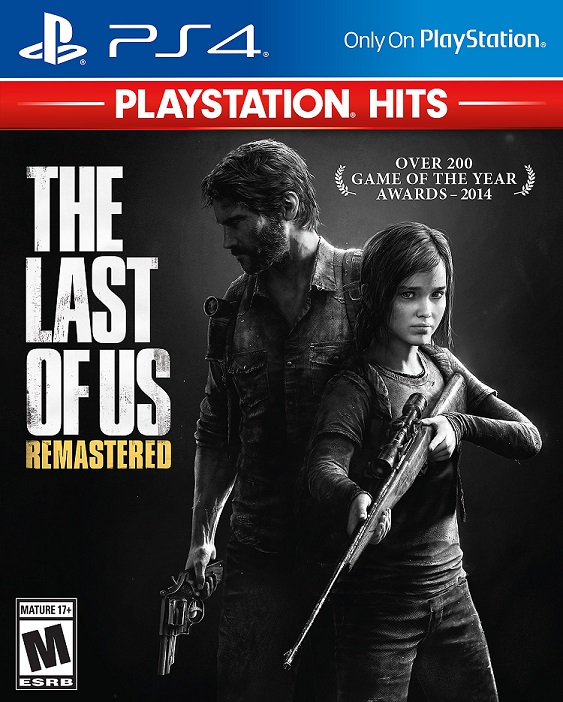 PS4®
Only On PlayStation®
PLAYSTATION® HITS
OVER 200
GAME OF THE YEAR
AWARDS – 2014
THE
LAST
OF US
REMASTERED
MATURE 17+
M
ESRB